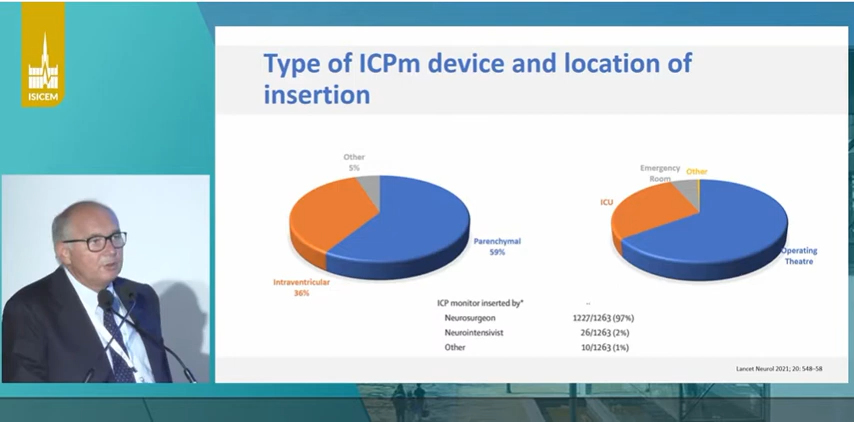 ISICEM
Type of ICPm device and location of
insertion
Other
5%
Parenchymal
59%
Intraventricular
36%
Emergency
Room
Other
ICU
Operating
Theatre
ICP monitor inserted by*
–
Neurosurgeon
1227/1263 (97%)
Neurointensivist
26/1263 (2%)
Other
10/1263 (1%)
Lancet Neurol 2021; 20: 548–58